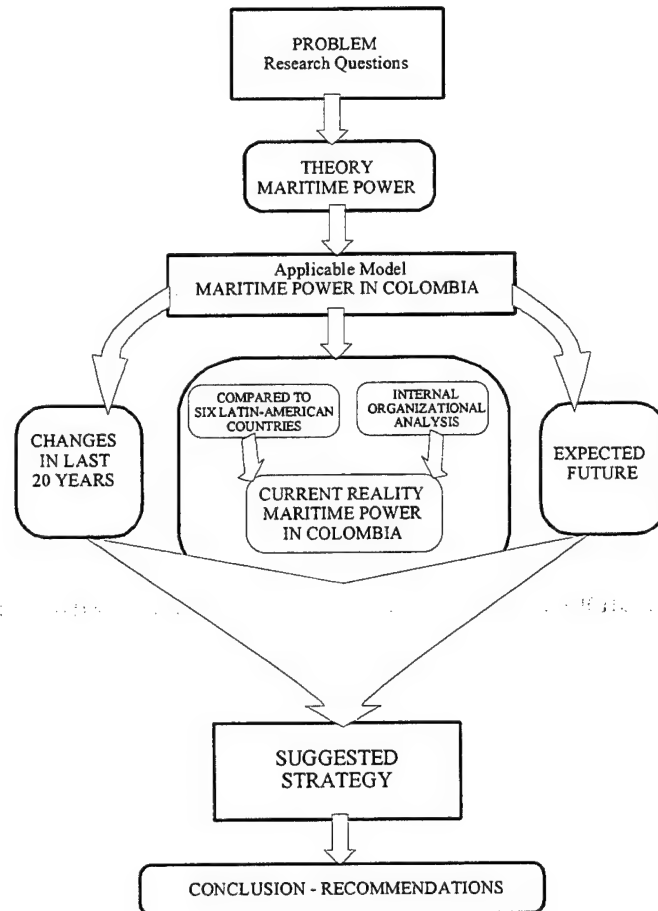 PROBLEM
Research Questions
THEORY
MARITIME POWER
Applicable Model
MARITIME POWER IN COLOMBIA
COMPARED TO
SIX LATIN-AMERICAN
COUNTRIES
INTERNAL
ORGANIZATIONAL
ANALYSIS
CHANGES
IN LAST
20 YEARS
CURRENT REALITY
MARITIME POWER
IN COLOMBIA
EXPECTED
FUTURE
SUGGESTED
STRATEGY
CONCLUSION - RECOMMENDATIONS